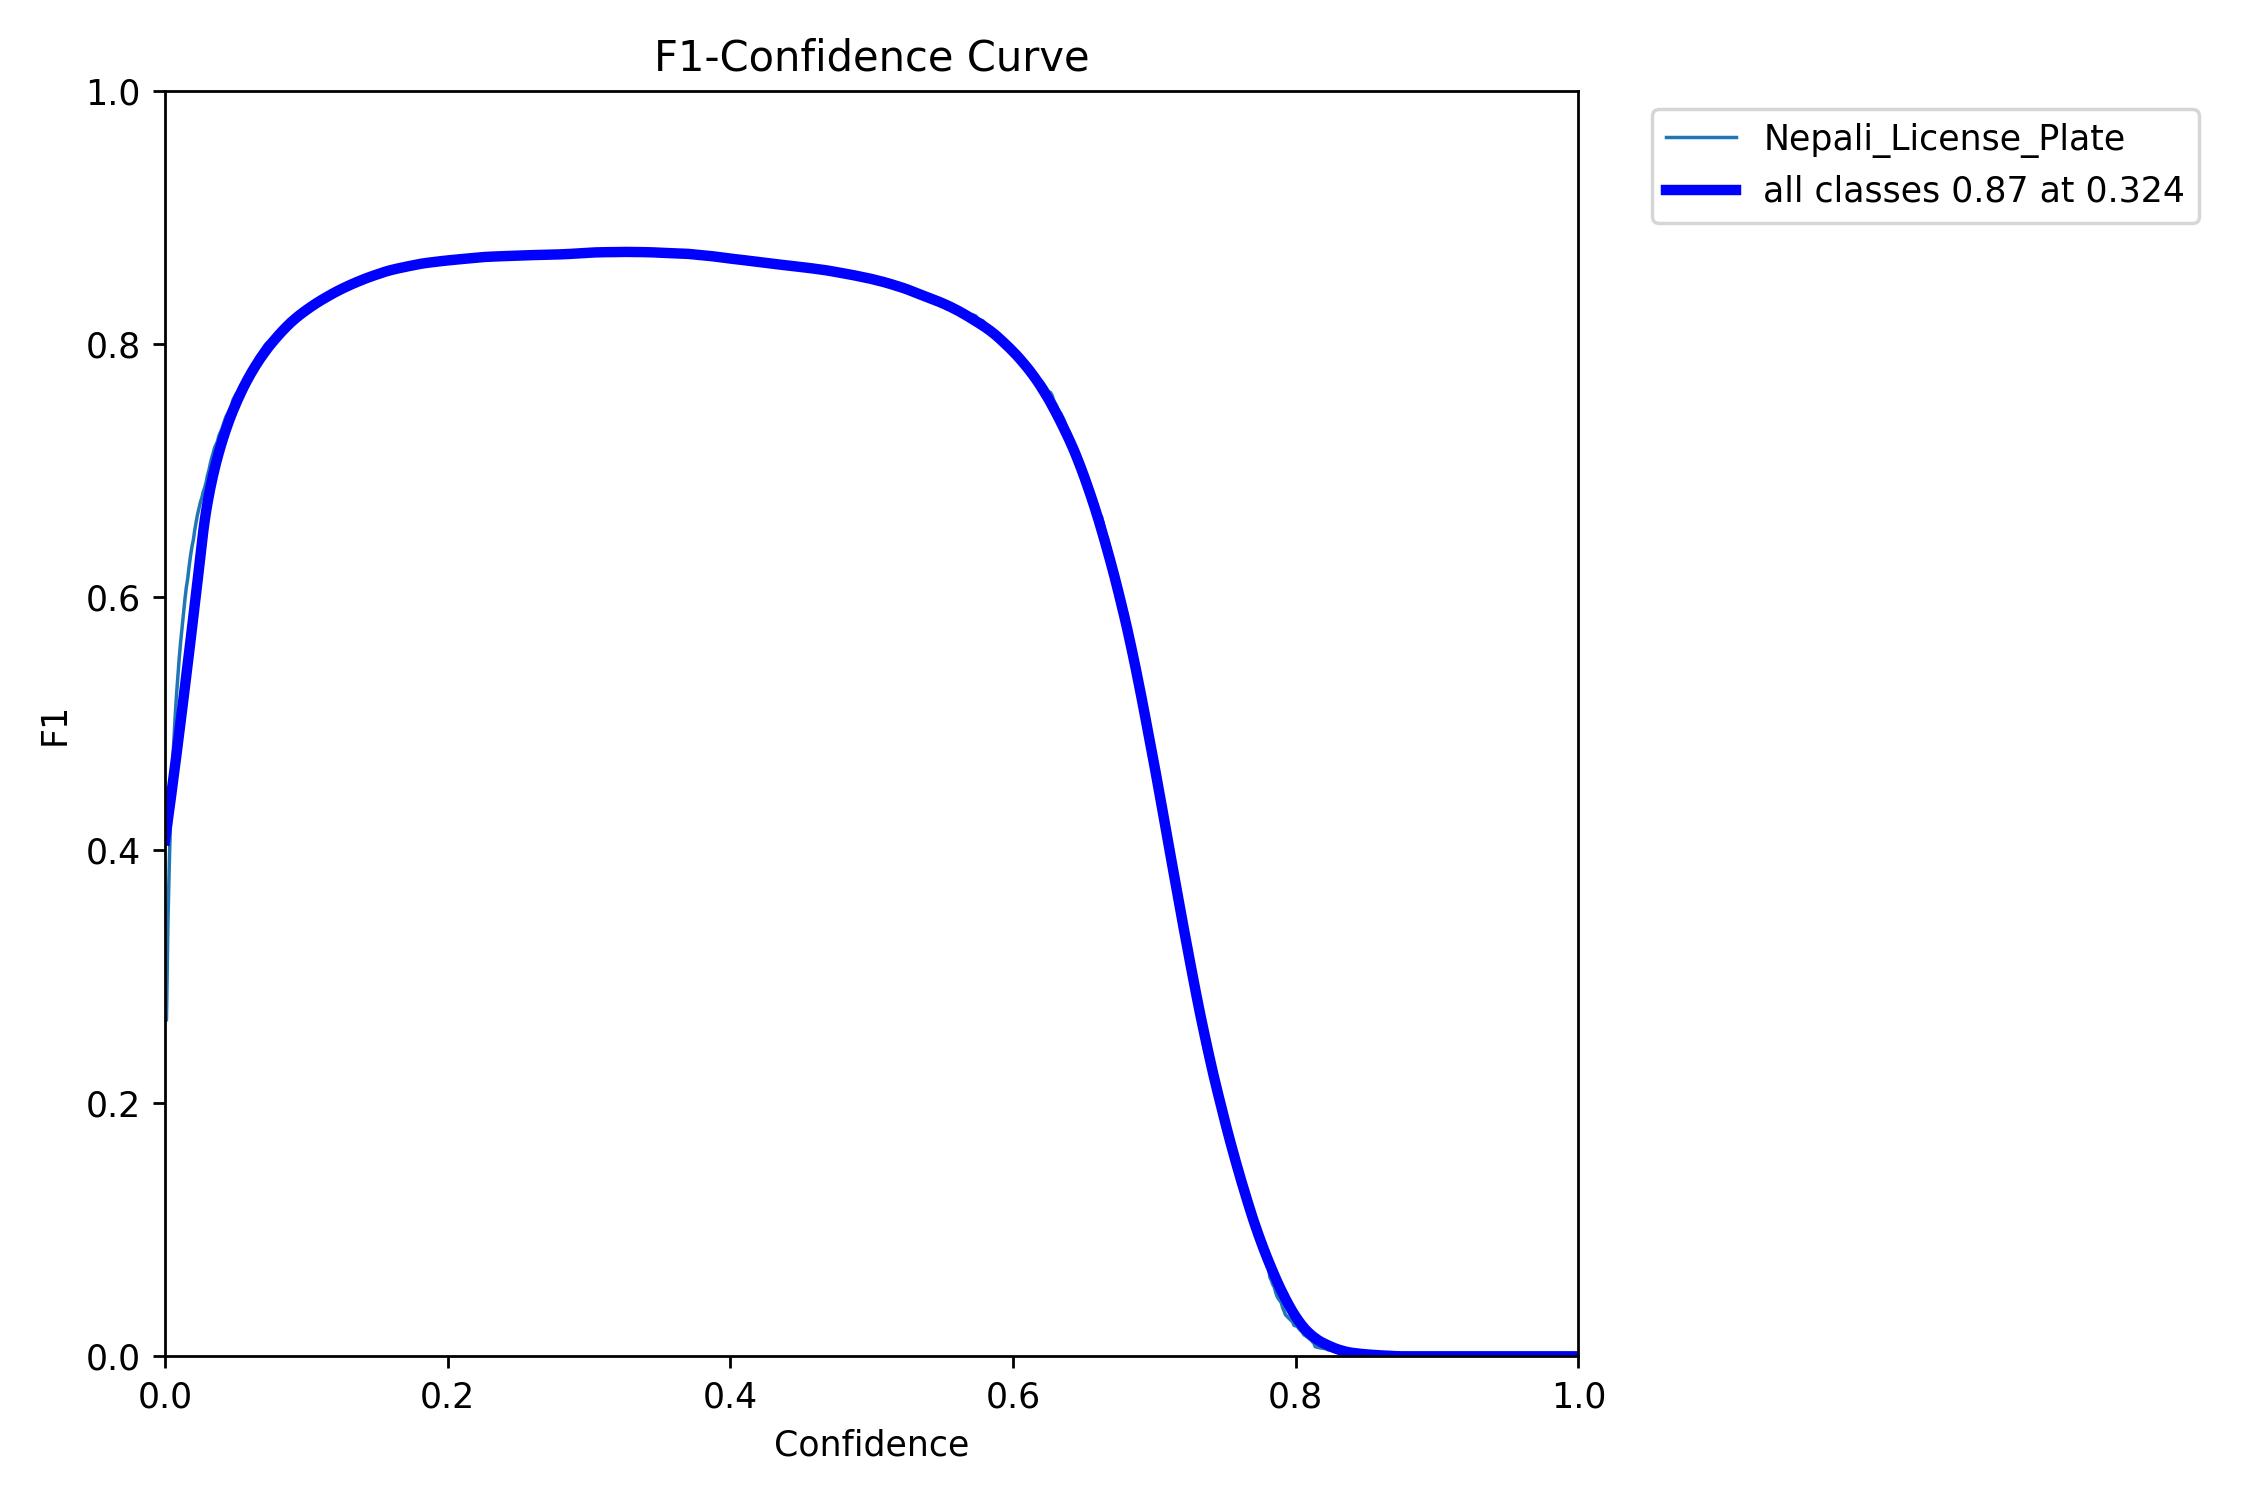 F1-Confidence Curve
Nepali_License_Plate
all classes 0.87 at 0.324
1.0
0.8
0.6
0.4
0.2
0.0
F1
0.0 0.2 0.4 0.6 0.8 1.0
Confidence